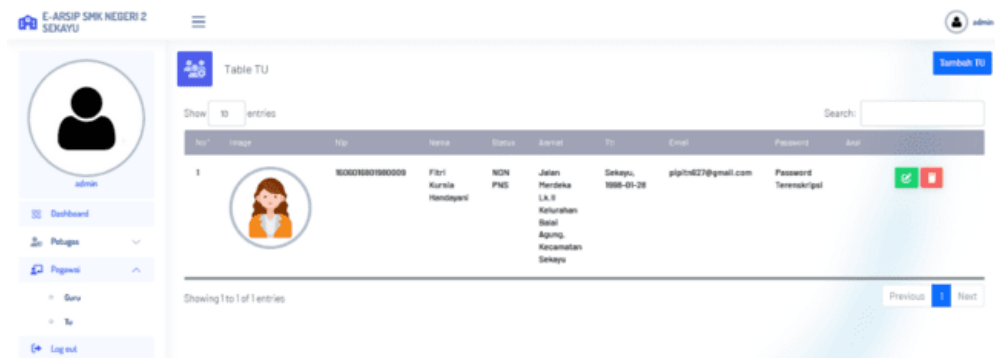 E-ARSIP SMK NEGERI 2
SEKAYU
admin
admin
Dashboard
Petugas
Pegawai
Guru
Tu
Log out
Table TU
Tambah TU
Show 10 entries
Search:
No Image Nip Nama Status Alamat Ttl Email Password Aksi
1 1606016801980009 Fitri Kurnia Handayani NON PNS Jalan Merdeka Lk.II Kelurahan Balai Agung, Kecamatan Sekayu Sekayu, 1998-01-28 pipitn627@gmail.com Password Terenskripsi
Showing 1 to 1 of 1 entries
Previous 1 Next